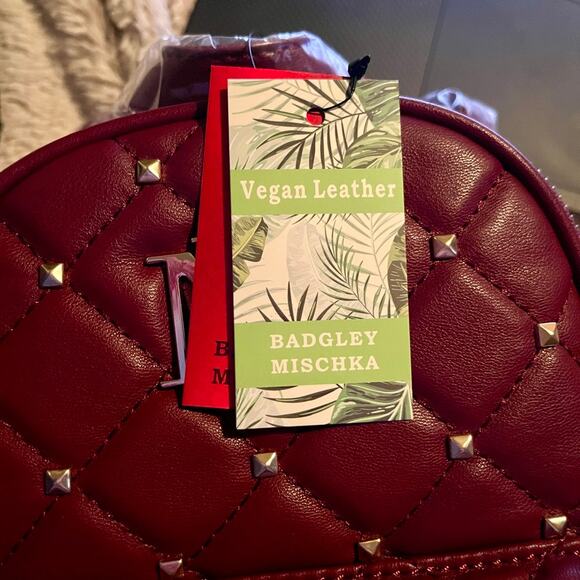 Vegan Leather
BADGLEY
MISCHKA
B
M